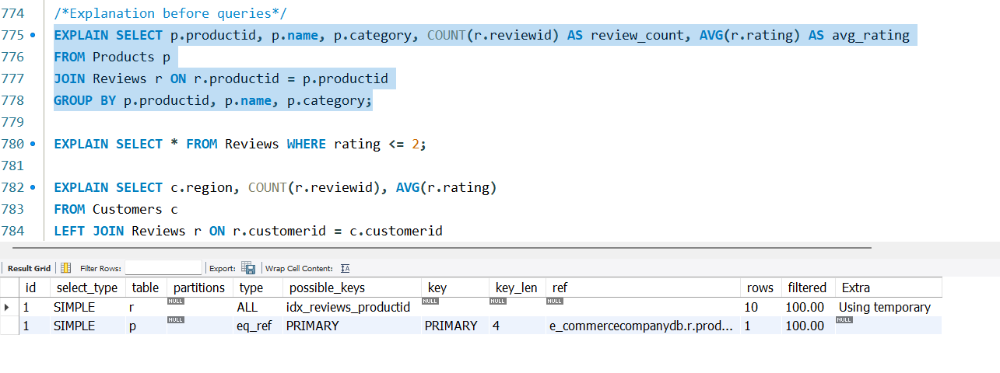 774 /*Explanation before queries*/
775 EXPLAIN SELECT p.productid, p.name, p.category, COUNT(r.reviewid) AS review_count, AVG(r.rating) AS avg_rating
776 FROM Products p
777 JOIN Reviews r ON r.productid = p.productid
778 GROUP BY p.productid, p.name, p.category;
779
780 EXPLAIN SELECT * FROM Reviews WHERE rating <= 2;
781
782 EXPLAIN SELECT c.region, COUNT(r.reviewid), AVG(r.rating)
783 FROM Customers c
784 LEFT JOIN Reviews r ON r.customerid = c.customerid
Result Grid Filter Rows: Export: Wrap Cell Content: IA
id select_type table partitions type possible_keys key key_len ref rows filtered Extra
1 SIMPLE r NULL ALL idx_reviews_productid NULL NULL NULL 10 100.00 Using temporary
1 SIMPLE p NULL eq_ref PRIMARY PRIMARY 4 e_commercecompanydb.r.prod... 1 100.00 NULL